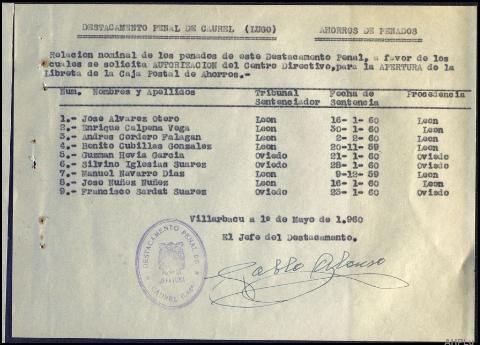 DESTACAMENTO PENAL DE CAUREL (LUGO) AHORROS DE PENADOS
Relacion nominal de los penados de este Destacamento Penal, a favor de los
cuales se solicita AUTORIZACION del Centro Directivo,para la APERTURA de la
Libreta de la Caja Postal de Ahorros.-
Num. Nombres y Apellidos Tribunal Sentenciador Fecha de Sentencia Procedencia
1.- Jose Alvarez Otero Leon 16- 1- 60 Leon
2.- Enrique Calpena Vega Leon 30- 1- 60 Leon
3.- Andres Cordero Falagan Leon 2- 2- 60 Leon
4.- Benito Cubillas Gonzalez Leon 20-11- 59 Leon
5.- Guzman Hevia Garcia Oviedo 21- 1- 60 Oviedo
6.- Silvino Iglesias Suarez Oviedo 28- 1- 60 Oviedo
7.- Manuel Navarro Dias Leon 9-12- 59 Leon
8.- Jose Nuñez Nuñez Leon 16- 1- 60 Leon
9.- Francisco Sardat Suarez Oviedo 23- 1- 60 Oviedo
Villarbacu a 1º de Mayo de 1.960
El Jefe del Destacamento.
DESTACAMENTO PENAL DE
CAUREL
JEFATURA
Pablo Alonso